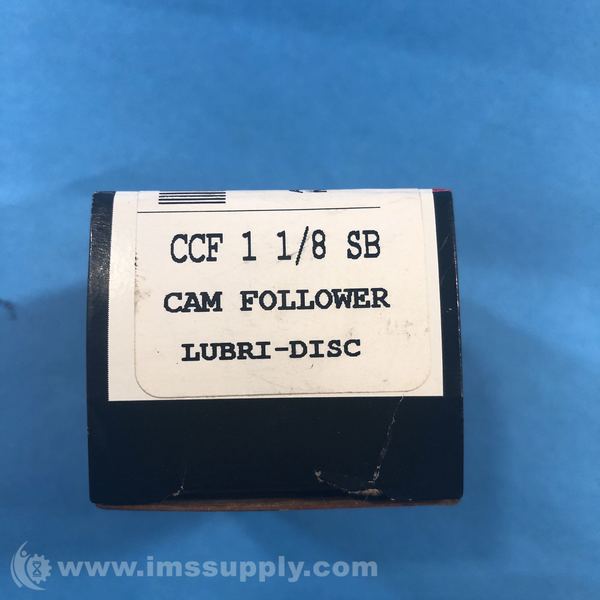 CCF 1 1/8 SB
CAM FOLLOWER
LUBRI-DISC
www.imssupply.com